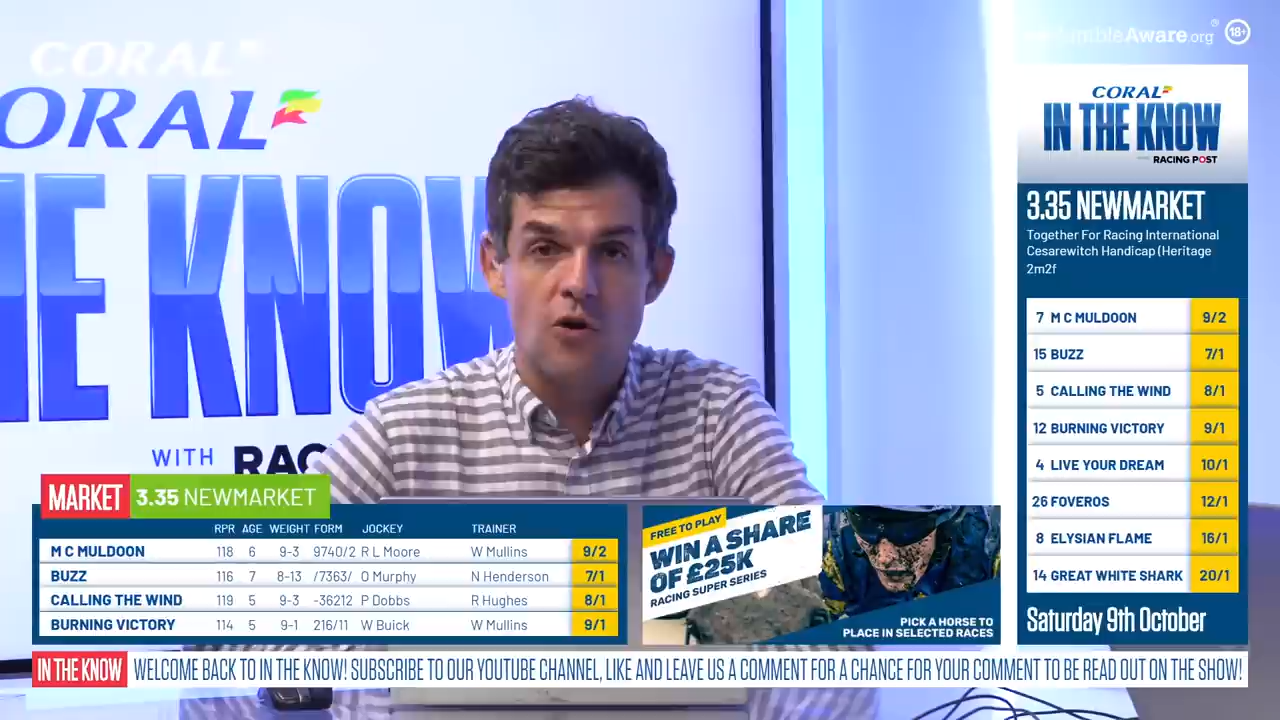 CORAL
CORAL
THE KNOW
WITH RAC
GambleAware.org 18+
CORAL
IN THE KNOW
RACING POST
3.35 NEWMARKET
Together For Racing International
Cesarewitch Handicap (Heritage
2m2f
7 M C MULDOON 9/2
15 BUZZ 7/1
5 CALLING THE WIND 8/1
12 BURNING VICTORY 9/1
4 LIVE YOUR DREAM 10/1
26 FOVEROS 12/1
8 ELYSIAN FLAME 16/1
14 GREAT WHITE SHARK 20/1
Saturday 9th October
MARKET 3.35 NEWMARKET
RPR AGE WEIGHT FORM JOCKEY TRAINER
M C MULDOON 118 6 9-3 9740/2 R L Moore W Mullins 9/2
BUZZ 116 7 8-13 /7363/ O Murphy N Henderson 7/1
CALLING THE WIND 119 5 9-3 -36212 P Dobbs R Hughes 8/1
BURNING VICTORY 114 5 9-1 216/11 W Buick W Mullins 9/1
FREE TO PLAY
WIN A SHARE
OF £25K
RACING SUPER SERIES
PICK A HORSE TO
PLACE IN SELECTED RACES
IN THE KNOW WELCOME BACK TO IN THE KNOW! SUBSCRIBE TO OUR YOUTUBE CHANNEL, LIKE AND LEAVE US A COMMENT FOR A CHANCE FOR YOUR COMMENT TO BE READ OUT ON THE SHOW!